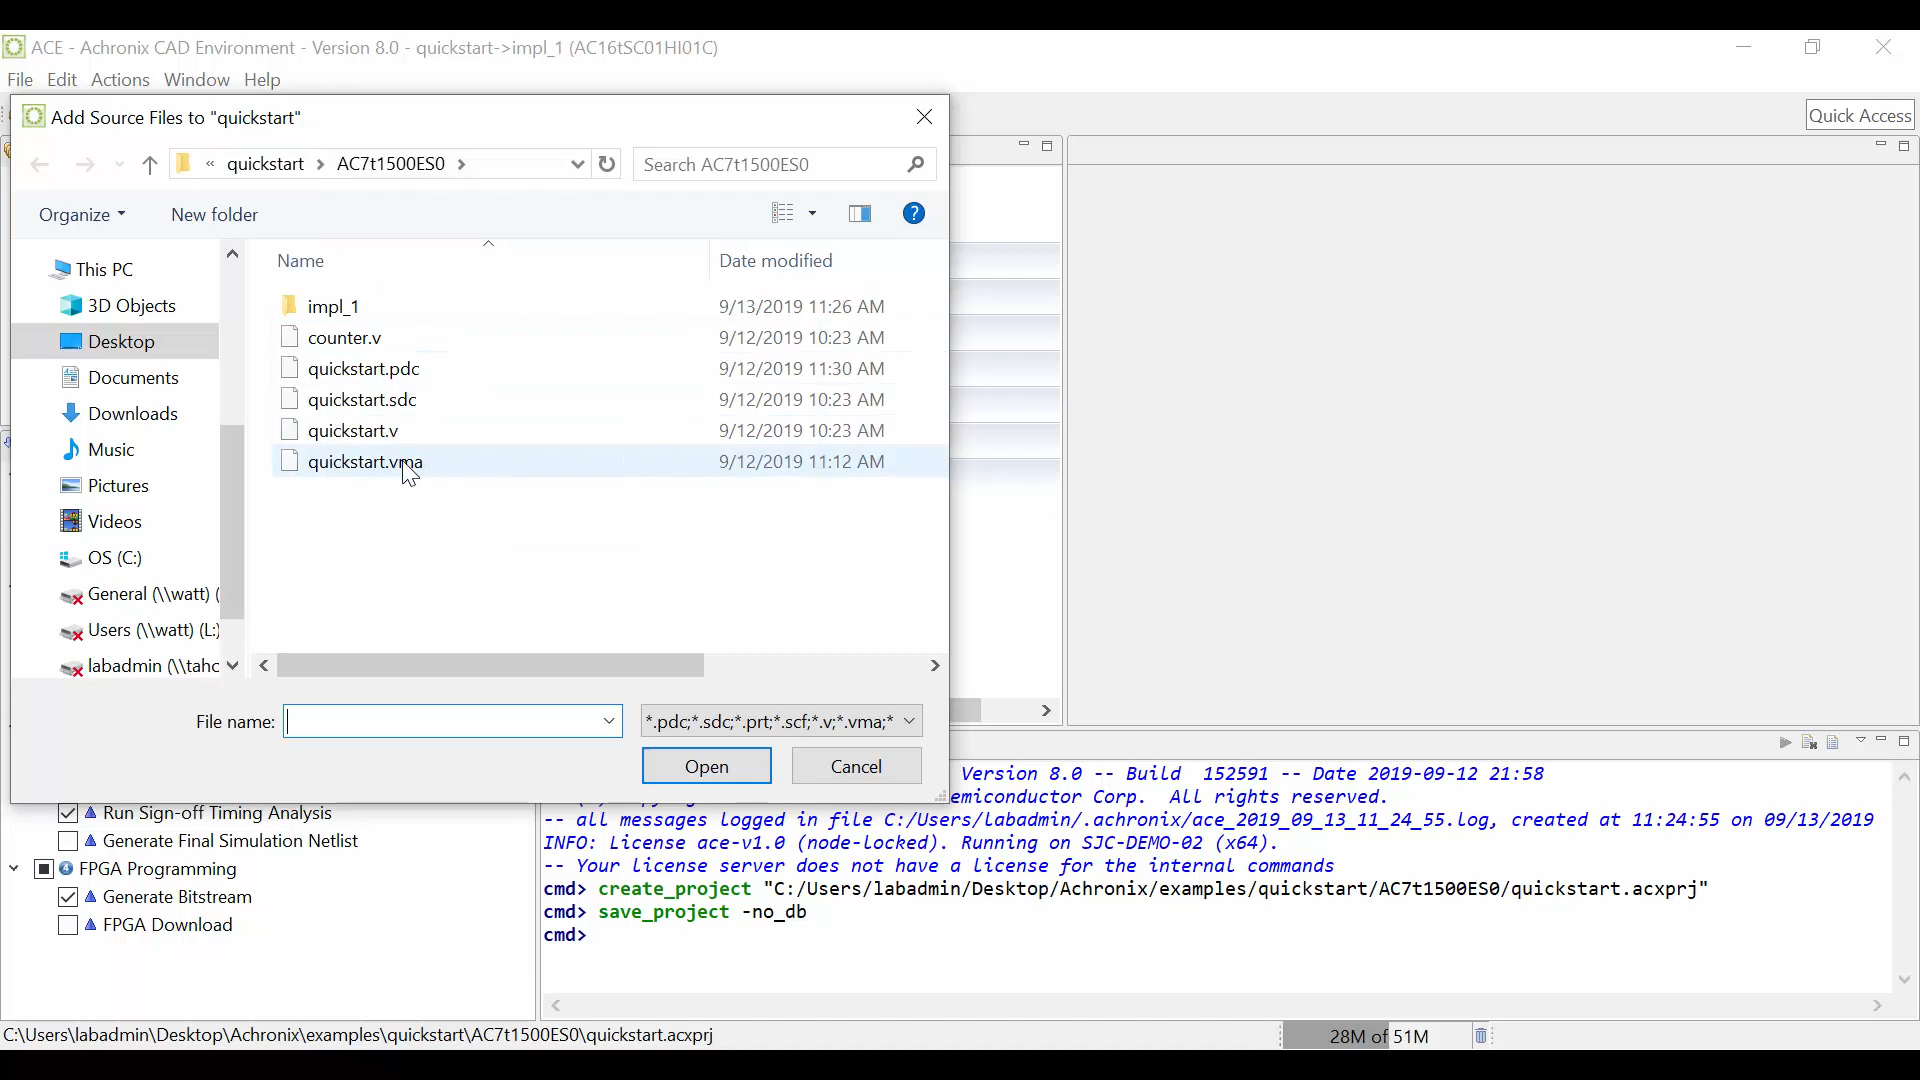 ACE - Achronix CAD Environment - Version 8.0 - quickstart->impl_1 (AC16tSC01HI01C)
File Edit Actions Window Help
Add Source Files to "quickstart"
Quick Access
« quickstart > AC7t1500ES0 >
Search AC7t1500ES0
Organize
New folder
Name
Date modified
This PC
3D Objects
Desktop
Documents
Downloads
Music
Pictures
Videos
OS (C:)
General (\\watt) (
Users (\\watt) (L:)
labadmin (\\taho
impl_1 9/13/2019 11:26 AM
counter.v 9/12/2019 10:23 AM
quickstart.pdc 9/12/2019 11:30 AM
quickstart.sdc 9/12/2019 10:23 AM
quickstart.v 9/12/2019 10:23 AM
quickstart.vma 9/12/2019 11:12 AM
File name:
*.pdc;*.sdc;*.prt;*.scf;*.v;*.vma;*
Open
Cancel
Run Sign-off Timing Analysis
Generate Final Simulation Netlist
FPGA Programming
Generate Bitstream
FPGA Download
Version 8.0 -- Build 152591 -- Date 2019-09-12 21:58
emiconductor Corp. All rights reserved.
-- all messages logged in file C:/Users/labadmin/.achronix/ace_2019_09_13_11_24_55.log, created at 11:24:55 on 09/13/2019
INFO: License ace-v1.0 (node-locked). Running on SJC-DEMO-02 (x64).
-- Your license server does not have a license for the internal commands
cmd> create_project "C:/Users/labadmin/Desktop/Achronix/examples/quickstart/AC7t1500ES0/quickstart.acxprj"
cmd> save_project -no_db
cmd>
C:\Users\labadmin\Desktop\Achronix\examples\quickstart\AC7t1500ES0\quickstart.acxprj
28M of 51M